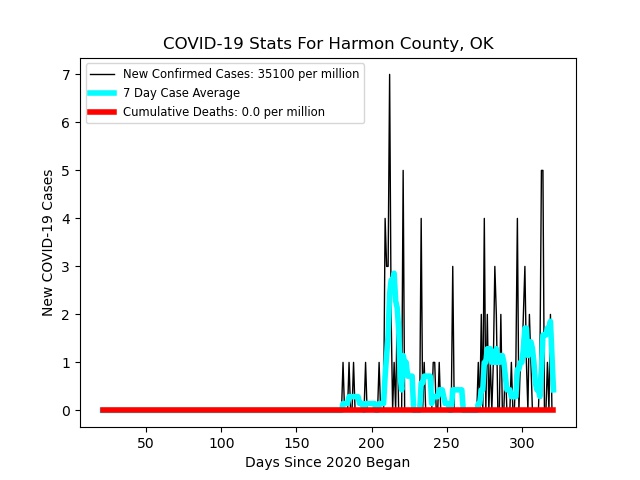 COVID-19 Stats For Harmon County, OK
New Confirmed Cases: 35100 per million
7 Day Case Average
Cumulative Deaths: 0.0 per million
7
6
5
4
3
2
1
0
New COVID-19 Cases
50 100 150 200 250 300
Days Since 2020 Began